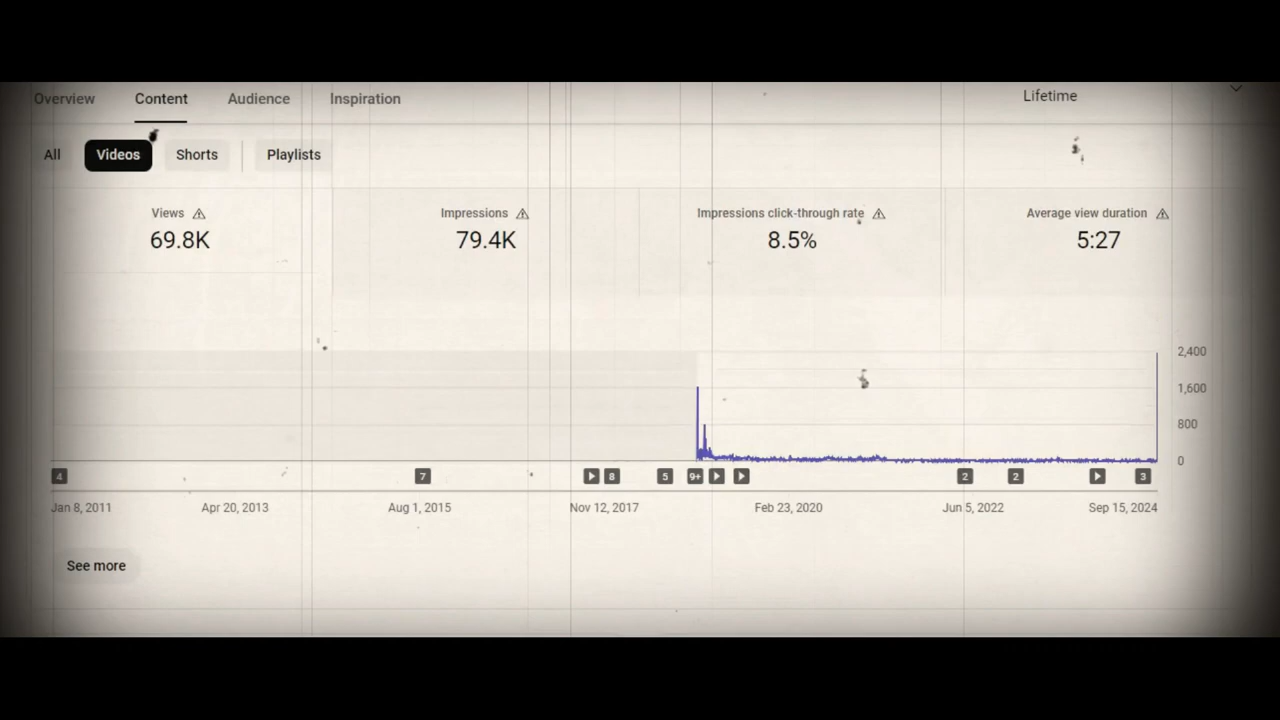 Overview Content Audience Inspiration Lifetime
All Videos Shorts Playlists
Views Impressions Impressions click-through rate Average view duration
69.8K 79.4K 8.5% 5:27
2,400
1,600
800
0
4 7 8 5 9+ 2 2 3
Jan 8, 2011 Apr 20, 2013 Aug 1, 2015 Nov 12, 2017 Feb 23, 2020 Jun 5, 2022 Sep 15, 2024
See more